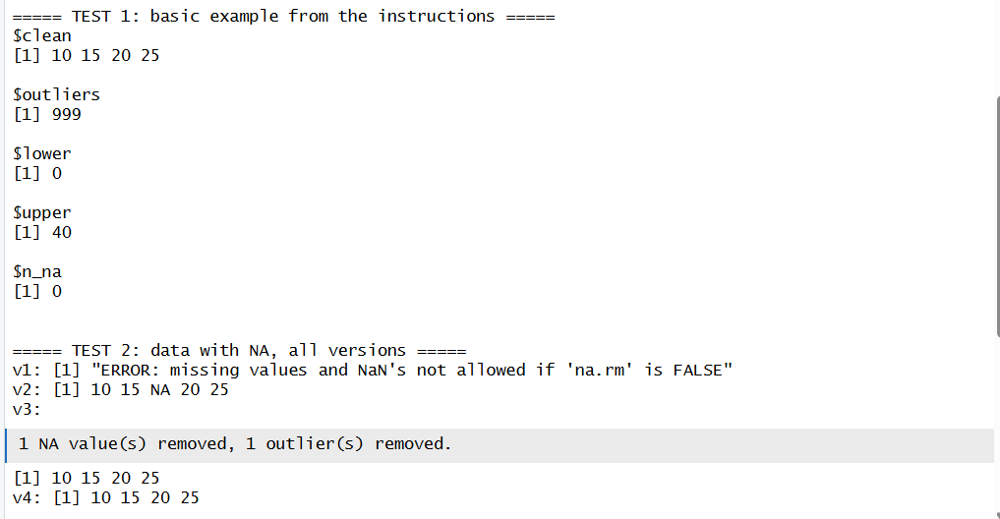 ===== TEST 1: basic example from the instructions =====
$clean
[1] 10 15 20 25
$outliers
[1] 999
$lower
[1] 0
$upper
[1] 40
$n_na
[1] 0
===== TEST 2: data with NA, all versions =====
v1: [1] "ERROR: missing values and NaN's not allowed if 'na.rm' is FALSE"
v2: [1] 10 15 NA 20 25
v3:
1 NA value(s) removed, 1 outlier(s) removed.
[1] 10 15 20 25
v4: [1] 10 15 20 25